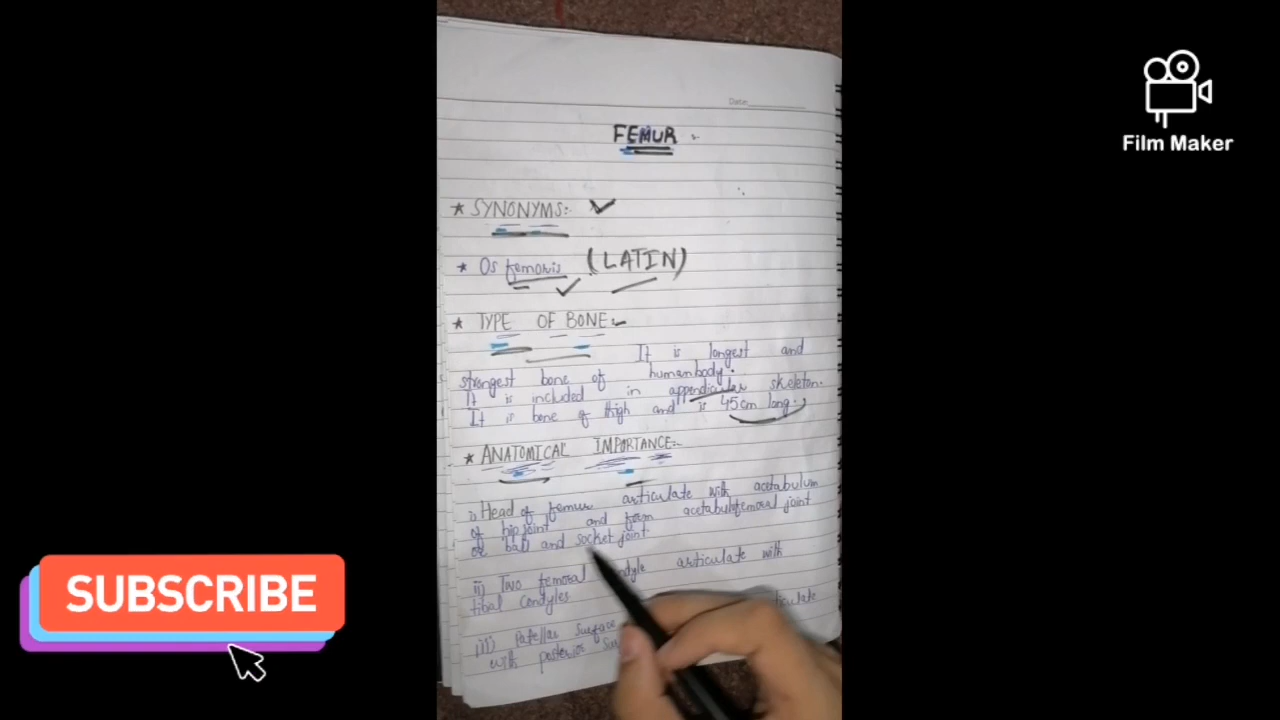 Date:
FEMUR :-
★ SYNONYMS:-
★ Os femoris (LATIN)
★ TYPE OF BONE:-
It is longest and
strongest bone of humanbody.
It is included in appendicular skeleton.
It is bone of thigh and is 45cm long.
★ ANATOMICAL IMPORTANCE:-
i) Head of femur articulate with acetabulum
of hip joint and form acetabulofemoral joint
or ball and socket joint
ii) Two femoral condyle articulate with
tibal condyles
iii) Patellar surface
with posterior
Film Maker
SUBSCRIBE